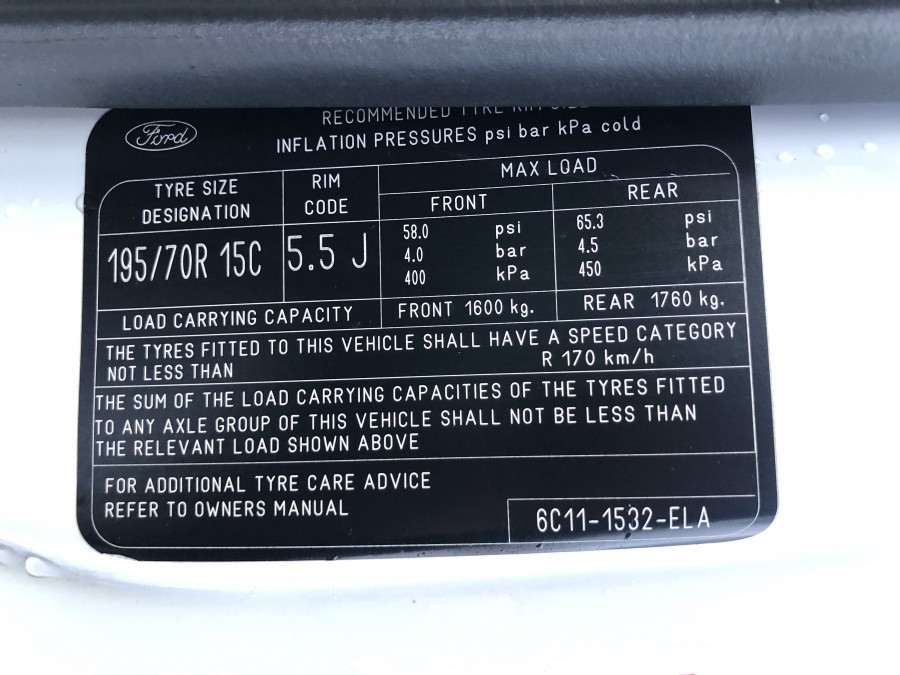 RECOMMENDED TYRE RIM SIZE
Ford
INFLATION PRESSURES psi bar kPa cold
TYRE SIZE DESIGNATION
RIM CODE
MAX LOAD
FRONT
REAR
195/70R 15C
5.5 J
58.0 psi
4.0 bar
400 kPa
65.3 psi
4.5 bar
450 kPa
LOAD CARRYING CAPACITY
FRONT 1600 kg.
REAR 1760 kg.
THE TYRES FITTED TO THIS VEHICLE SHALL HAVE A SPEED CATEGORY
NOT LESS THAN R 170 km/h
THE SUM OF THE LOAD CARRYING CAPACITIES OF THE TYRES FITTED
TO ANY AXLE GROUP OF THIS VEHICLE SHALL NOT BE LESS THAN
THE RELEVANT LOAD SHOWN ABOVE
FOR ADDITIONAL TYRE CARE ADVICE
REFER TO OWNERS MANUAL
6C11-1532-ELA